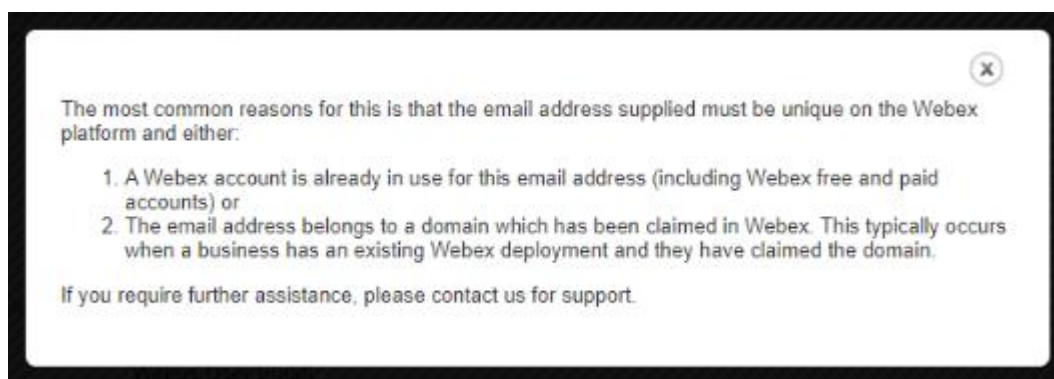 x
The most common reasons for this is that the email address supplied must be unique on the Webex
platform and either:
1. A Webex account is already in use for this email address (including Webex free and paid
accounts) or
2. The email address belongs to a domain which has been claimed in Webex. This typically occurs
when a business has an existing Webex deployment and they have claimed the domain.
If you require further assistance, please contact us for support.